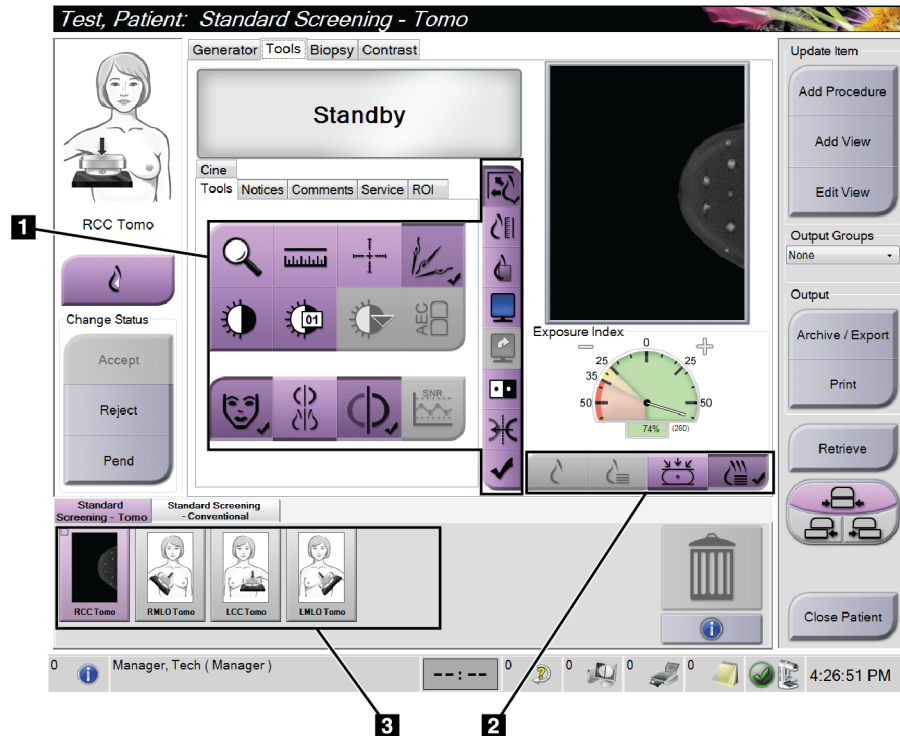 Test, Patient: Standard Screening - Tomo
Generator Tools Biopsy Contrast
Update Item
Add Procedure
Add View
Edit View
Standby
Cine
Tools Notices Comments Service ROI
RCC Tomo
1
01
AEC
SNR
Change Status
Accept
Reject
Pend
Exposure Index
0
25 25
35
50 50
74% (260)
Output Groups
None
Output
Archive / Export
Print
Retrieve
Close Patient
Standard
Screening - Tomo
Standard Screening
- Conventional
RCC Tomo RMLO Tomo LCC Tomo LMLO Tomo
0 Manager, Tech ( Manager ) --:-- 0 0 0 0 4:26:51 PM
3 2